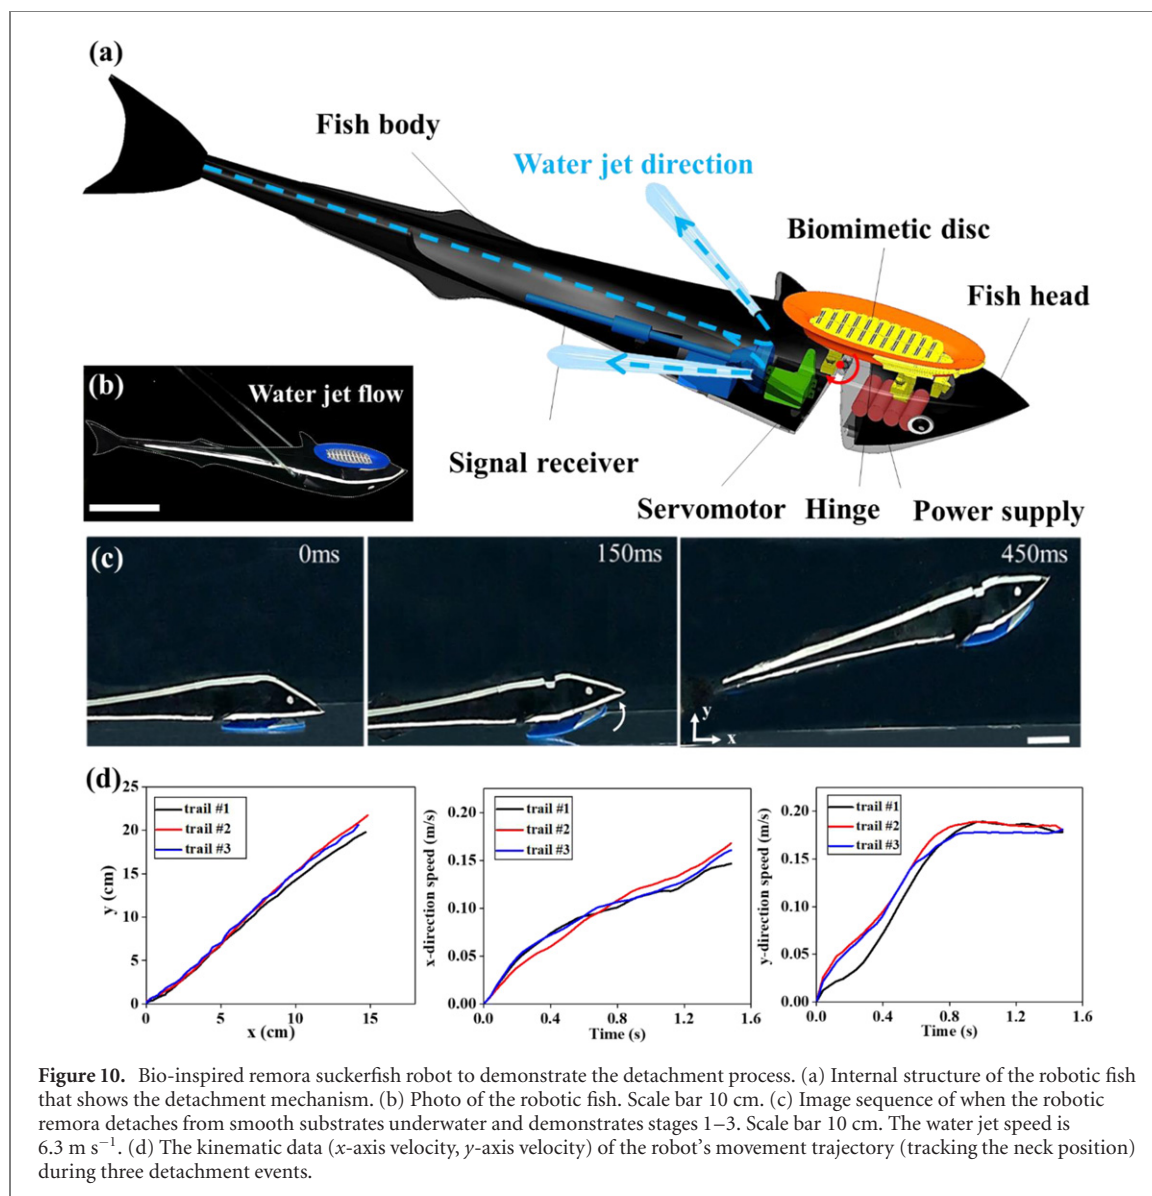 (a)
Fish body
Water jet direction
Biomimetic disc
Fish head
(b)
Water jet flow
Signal receiver
Servomotor
Hinge
Power supply
(c)
0ms
150ms
450ms
y
x
(d)
25
20
15
10
5
0
y (cm)
trail #1
trail #2
trail #3
0
5
10
15
x (cm)
0.20
0.15
0.10
0.05
0.00
x-direction speed (m/s)
trail #1
trail #2
trail #3
0.0
0.4
0.8
1.2
1.6
Time (s)
0.20
0.15
0.10
0.05
0.00
y-direction speed (m/s)
trail #1
trail #2
trail #3
0.0
0.4
0.8
1.2
1.6
Time (s)
Figure 10. Bio-inspired remora suckerfish robot to demonstrate the detachment process. (a) Internal structure of the robotic fish
that shows the detachment mechanism. (b) Photo of the robotic fish. Scale bar 10 cm. (c) Image sequence of when the robotic
remora detaches from smooth substrates underwater and demonstrates stages 1–3. Scale bar 10 cm. The water jet speed is
6.3 m s⁻¹. (d) The kinematic data (x-axis velocity, y-axis velocity) of the robot's movement trajectory (tracking the neck position)
during three detachment events.